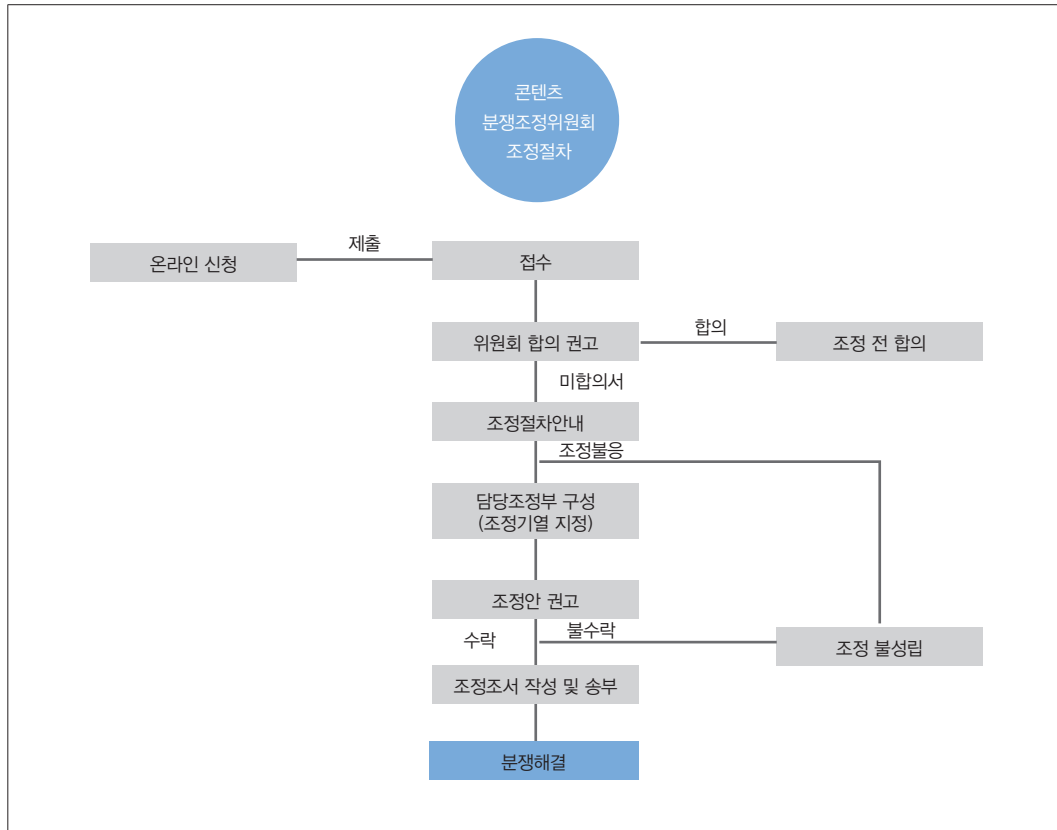 콘텐츠
분쟁조정위원회
조정절차
온라인 신청
제출
접수
위원회 합의 권고
합의
조정 전 합의
미합의서
조정절차안내
조정불응
담당조정부 구성
(조정기열 지정)
조정안 권고
수락
불수락
조정 불성립
조정조서 작성 및 송부
분쟁해결